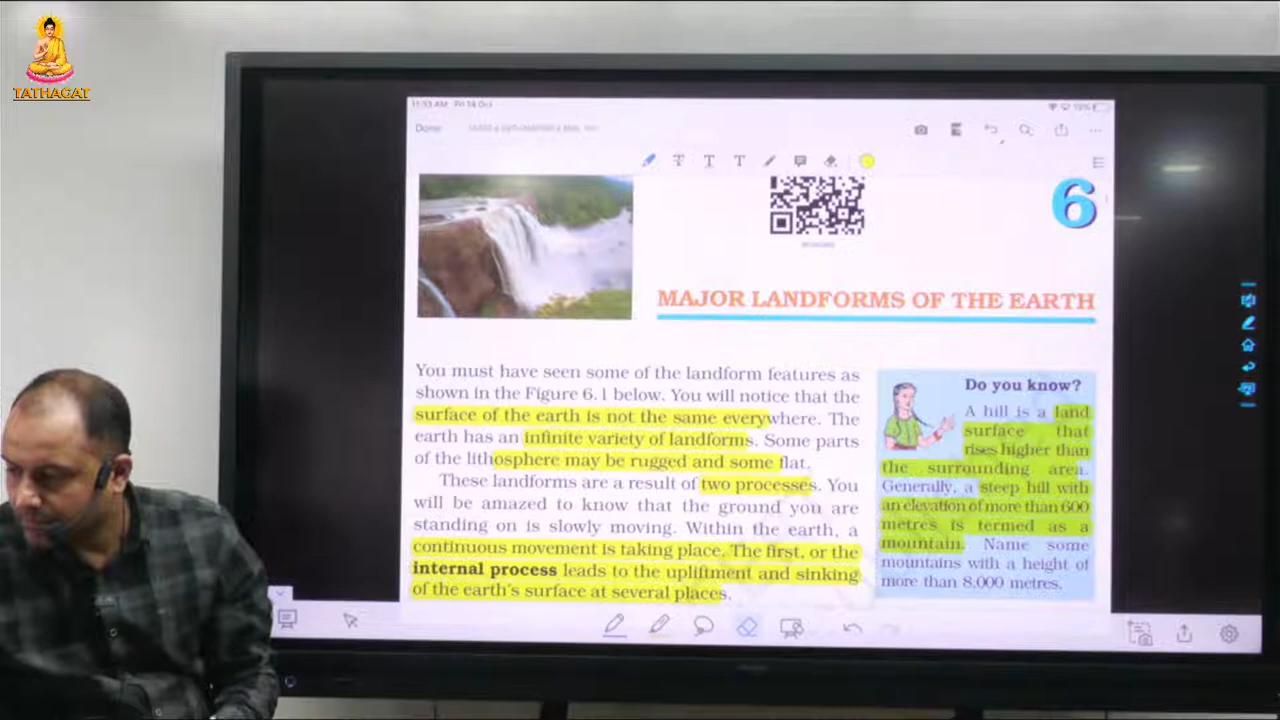 TATHAGAT
11:53 AM Fri 14 Oct
Done
6
MAJOR LANDFORMS OF THE EARTH
You must have seen some of the landform features as
shown in the Figure 6.1 below. You will notice that the
surface of the earth is not the same everywhere. The
earth has an infinite variety of landforms. Some parts
of the lithosphere may be rugged and some flat.
These landforms are a result of two processes. You
will be amazed to know that the ground you are
standing on is slowly moving. Within the earth, a
continuous movement is taking place. The first, or the
internal process leads to the upliftment and sinking
of the earth's surface at several places.
Do you know?
A hill is a land
surface that
rises higher than
the surrounding area.
Generally, a steep hill with
an elevation of more than 600
metres is termed as a
mountain. Name some
mountains with a height of
more than 8,000 metres.